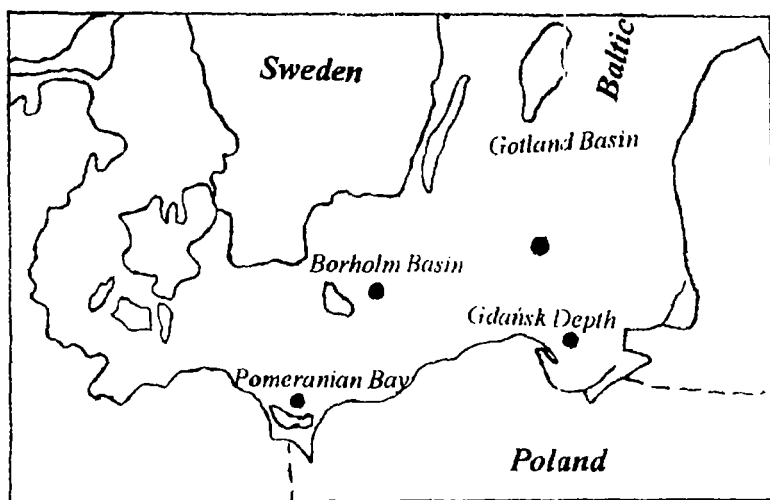 Sweden
Baltic
Gotland Basin
Borholm Basin
Gdańsk Depth
Pomeranian Bay
Poland